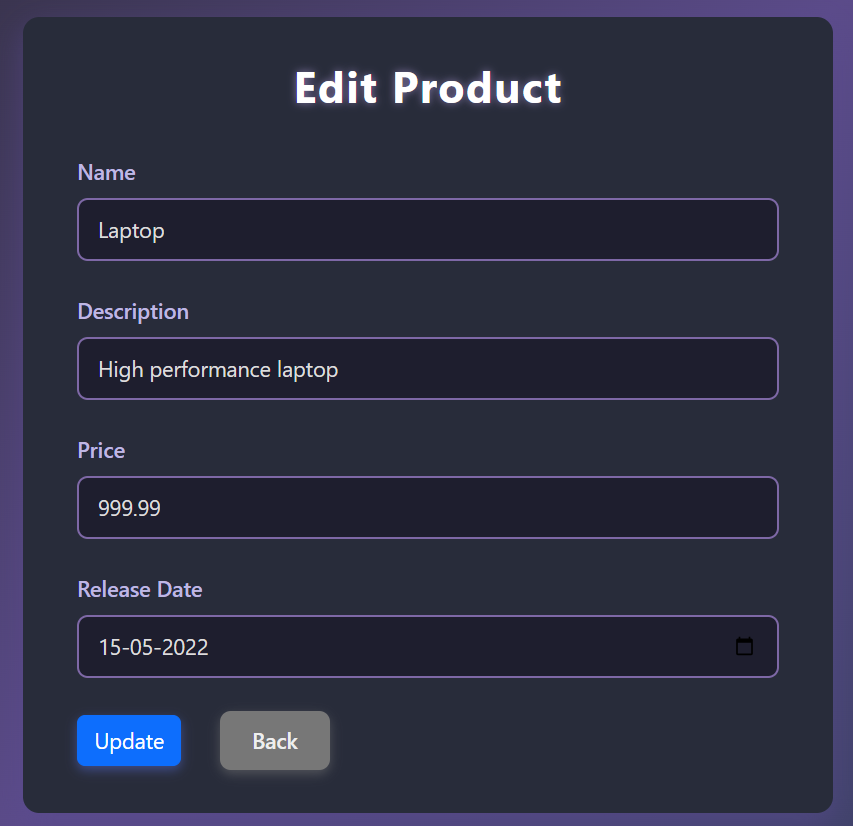 Edit Product
Name
Laptop
Description
High performance laptop
Price
999.99
Release Date
15-05-2022
Update Back